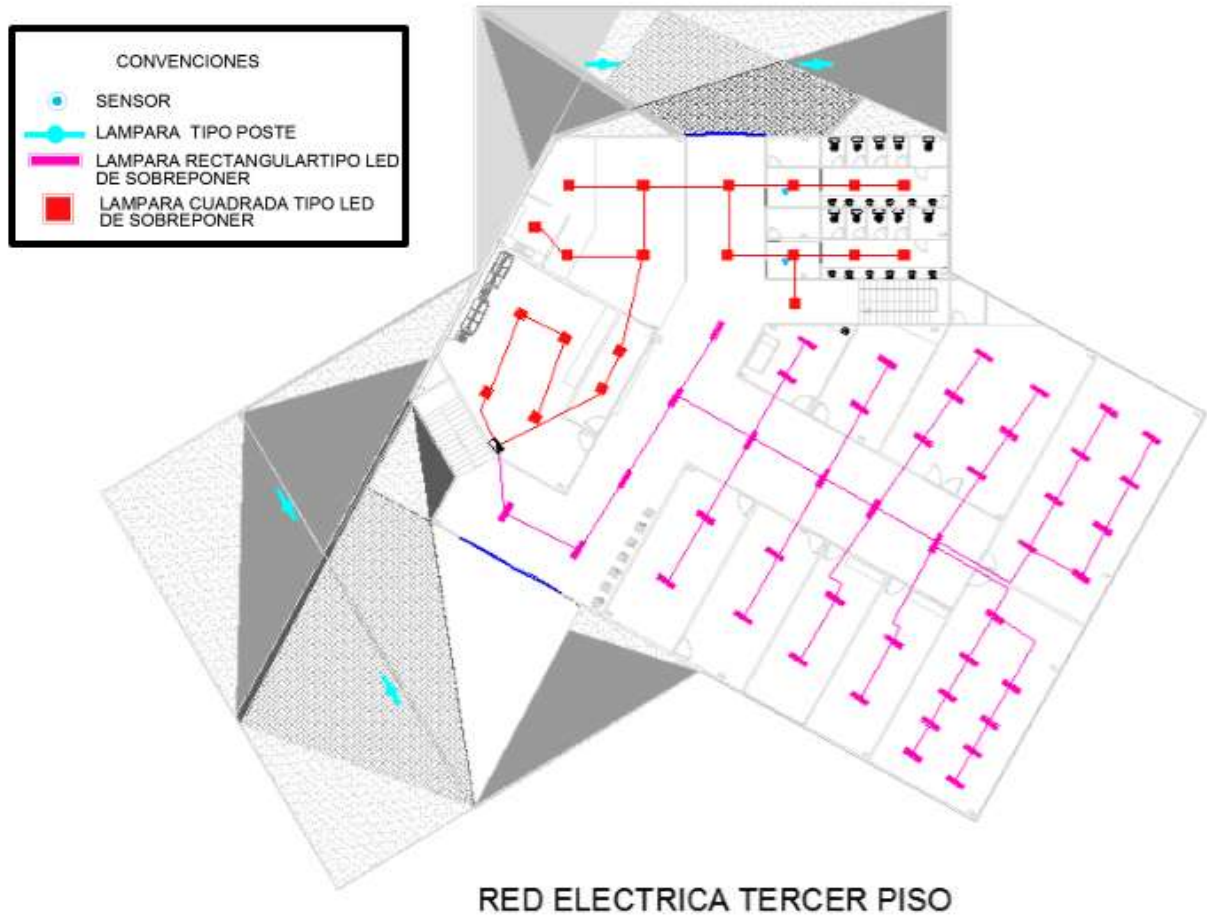 CONVENCIONES
SENSOR
LAMPARA TIPO POSTE
LAMPARA RECTANGULARTIPO LED
DE SOBREPONER
LAMPARA CUADRADA TIPO LED
DE SOBREPONER
RED ELECTRICA TERCER PISO